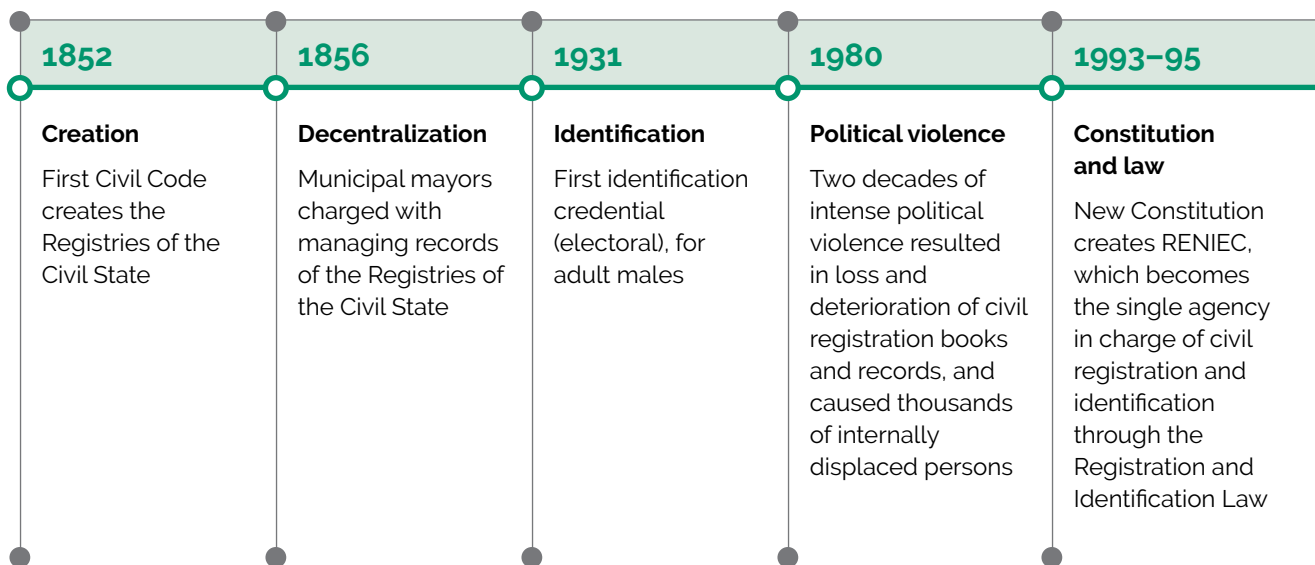 1852
Creation
First Civil Code
creates the
Registries of the
Civil State
1856
Decentralization
Municipal mayors
charged with
managing records
of the Registries of
the Civil State
1931
Identification
First identification
credential
(electoral), for
adult males
1980
Political violence
Two decades of
intense political
violence resulted
in loss and
deterioration of civil
registration books
and records, and
caused thousands
of internally
displaced persons
1993–95
Constitution
and law
New Constitution
creates RENIEC,
which becomes
the single agency
in charge of civil
registration and
identification
through the
Registration and
Identification Law